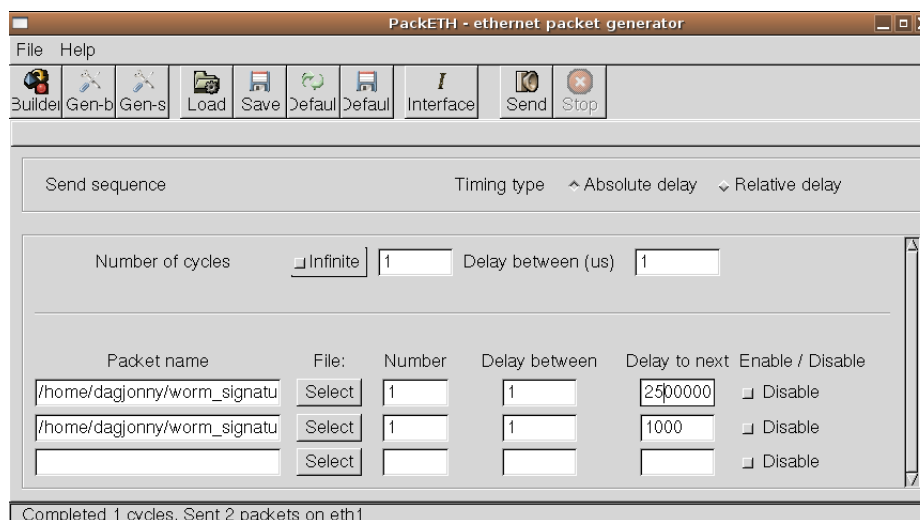 PackETH - ethernet packet generator
File Help
Builder Gen-b Gen-s Load Save Defaul Defaul Interface Send Stop
Send sequence Timing type Absolute delay Relative delay
Number of cycles Infinite 1 Delay between (us) 1
Packet name File: Number Delay between Delay to next Enable / Disable
/home/dagjonny/worm_signatu Select 1 1 2500000 Disable
/home/dagjonny/worm_signatu Select 1 1 1000 Disable
Select Disable
Completed 1 cycles. Sent 2 packets on eth1